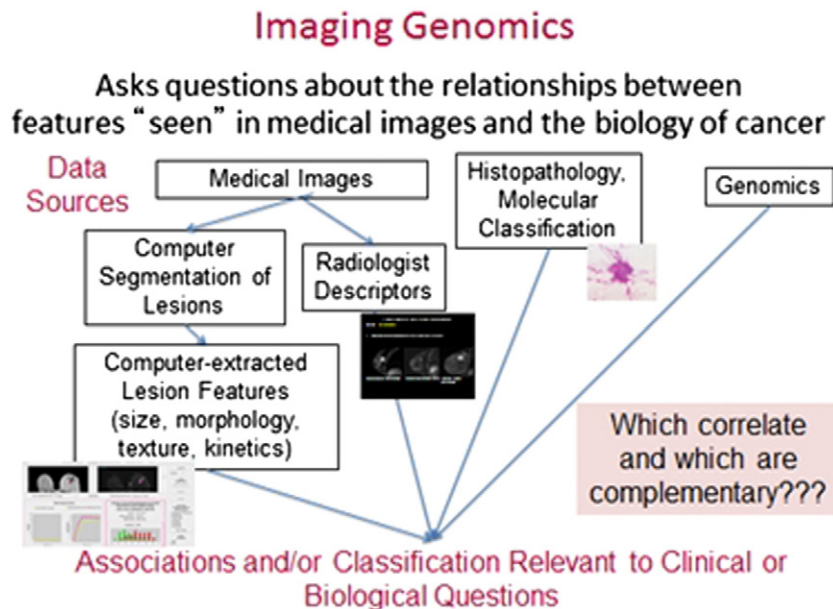 Imaging Genomics
Asks questions about the relationships between
features “seen” in medical images and the biology of cancer
Data
Sources
Medical Images
Histopathology,
Molecular
Classification
Genomics
Computer
Segmentation of
Lesions
Radiologist
Descriptors
Computer-extracted
Lesion Features
(size, morphology,
texture, kinetics)
Which correlate
and which are
complementary???
Associations and/or Classification Relevant to Clinical or
Biological Questions